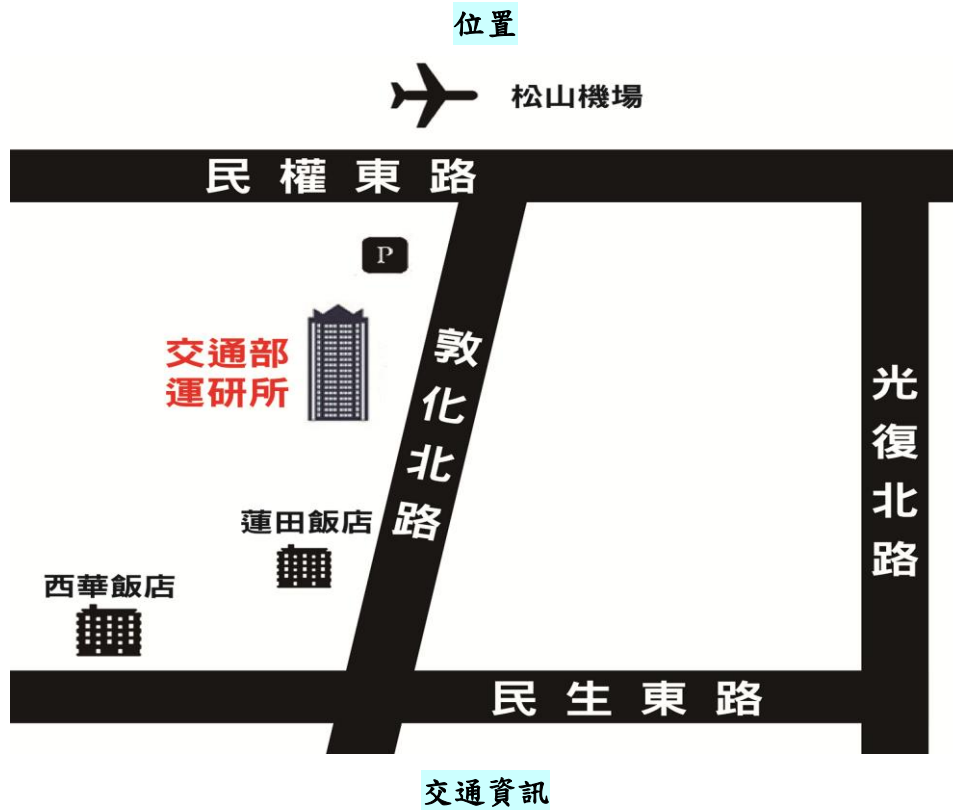 位置
松山機場
民權東路
P
交通部
運研所
敦化北路
光復北路
蓮田飯店
西華飯店
民生東路
交通資訊